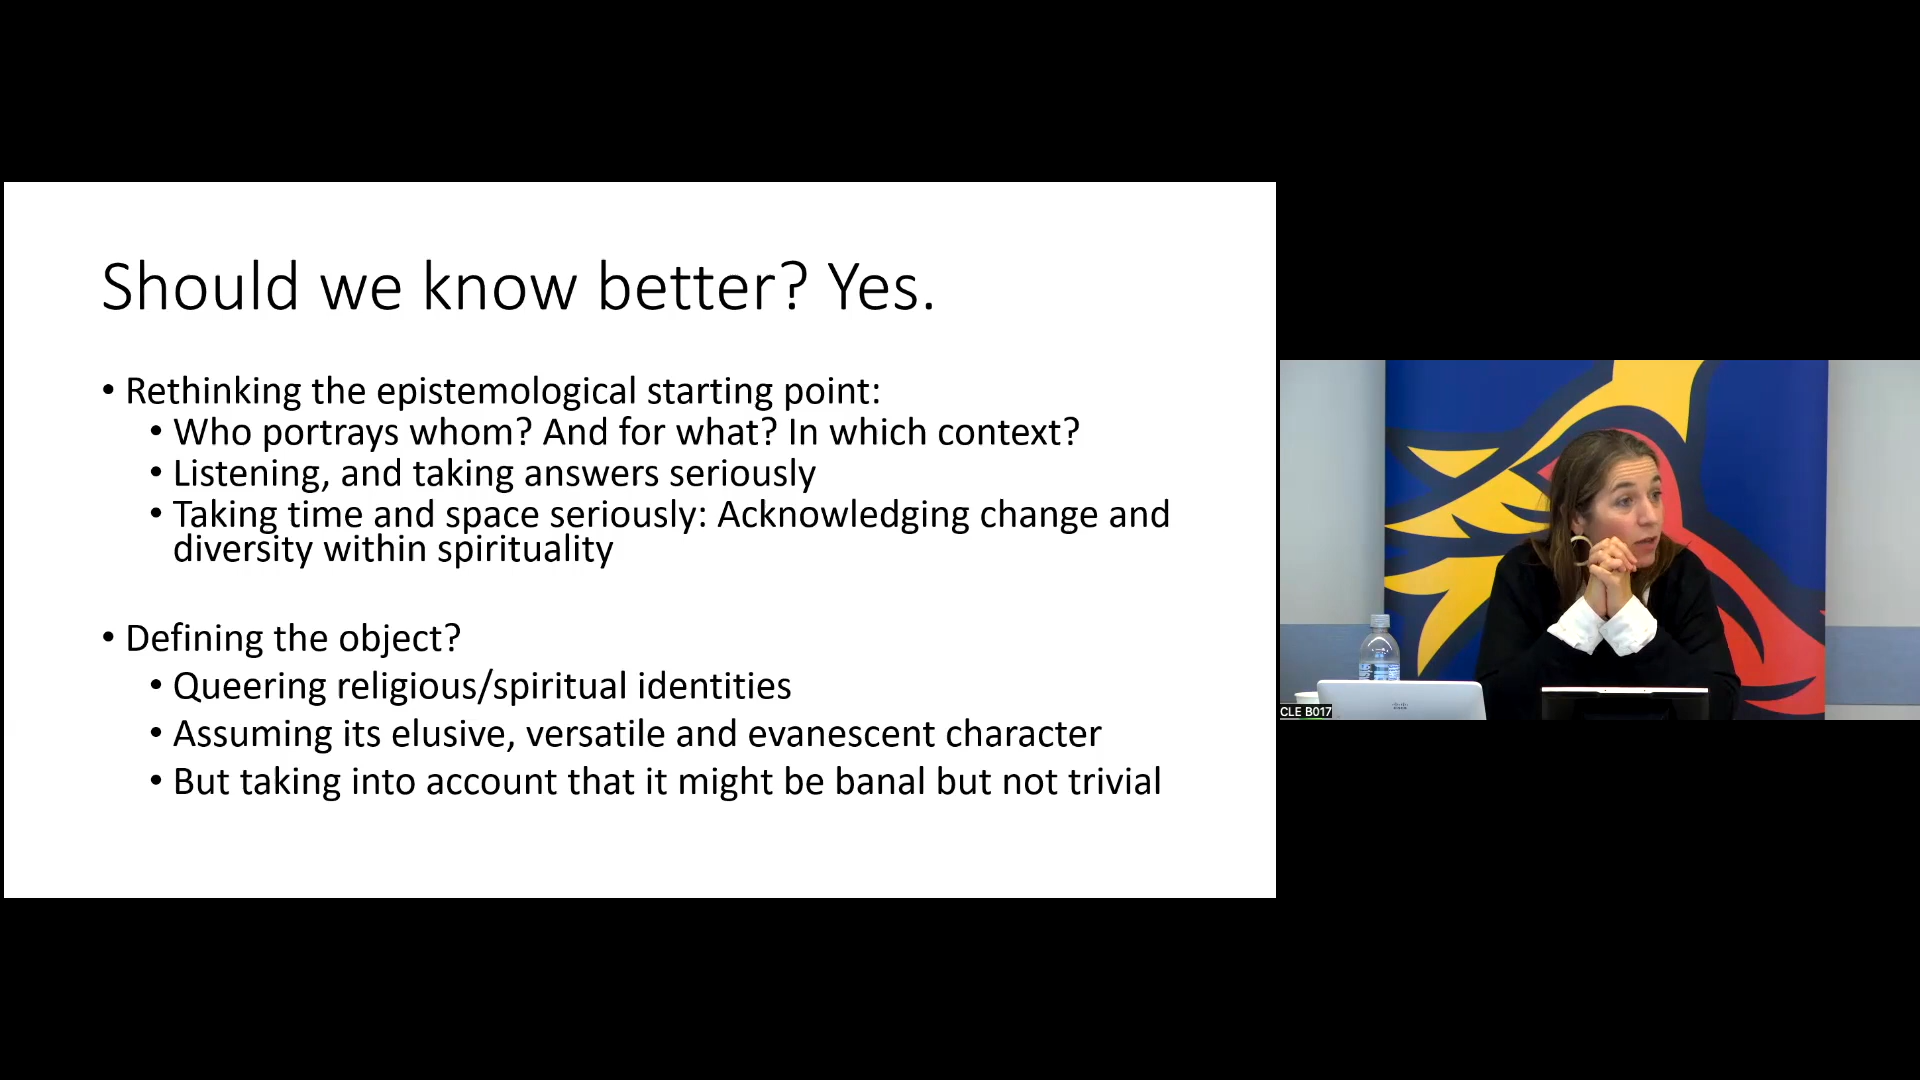 Should we know better? Yes.
• Rethinking the epistemological starting point:
• Who portrays whom? And for what? In which context?
• Listening, and taking answers seriously
• Taking time and space seriously: Acknowledging change and
diversity within spirituality
• Defining the object?
• Queering religious/spiritual identities
• Assuming its elusive, versatile and evanescent character
• But taking into account that it might be banal but not trivial
CLE B017